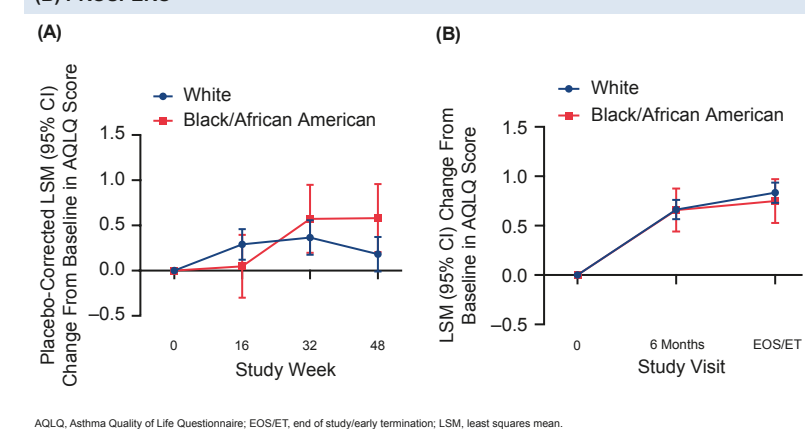 (A)
Placebo-Corrected LSM (95% CI)
Change From Baseline in AQLQ Score
White
Black/African American
1.5
1.0
0.5
0.0
–0.5
0
16
32
48
Study Week
(B)
LSM (95% CI) Change From
Baseline in AQLQ Score
White
Black/African American
1.5
1.0
0.5
0.0
–0.5
0
6 Months
EOS/ET
Study Visit
AQLQ, Asthma Quality of Life Questionnaire; EOS/ET, end of study/early termination; LSM, least squares mean.